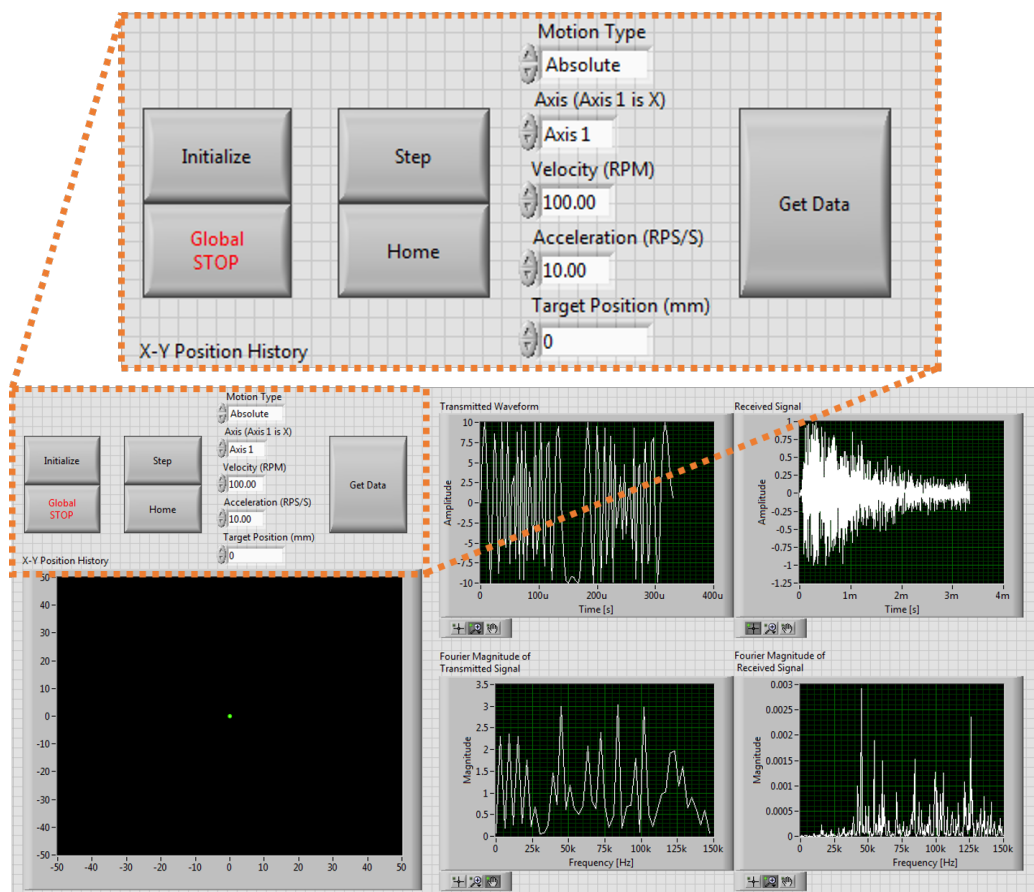 Motion Type
Absolute
Axis (Axis 1 is X)
Axis 1
Velocity (RPM)
100.00
Acceleration (RPS/S)
10.00
Target Position (mm)
0
Initialize
Step
Global
STOP
Home
Get Data
X-Y Position History
Motion Type
Absolute
Axis (Axis 1 is X)
Axis 1
Velocity (RPM)
100.00
Acceleration (RPS/S)
10.00
Target Position (mm)
0
Initialize
Step
Global
STOP
Home
Get Data
X-Y Position History
50
40
30
20
10
0
-10
-20
-30
-40
-50
-50 -40 -30 -20 -10 0 10 20 30 40 50
Transmitted Waveform
Amplitude
10
7.5
5
2.5
0
-2.5
-5
-7.5
-10
0 100u 200u 300u 400u
Time [s]
Received Signal
Amplitude
1
0.75
0.5
0.25
0
-0.25
-0.5
-0.75
-1
-1.25
0 1m 2m 3m 4m
Time [s]
Fourier Magnitude of
Transmitted Signal
Magnitude
3.5
3
2.5
2
1.5
1
0.5
0
0 25k 50k 75k 100k 125k 150k
Frequency [Hz]
Fourier Magnitude of
Received Signal
Magnitude
0.003
0.0025
0.002
0.0015
0.001
0.0005
0
0 25k 50k 75k 100k 125k 150k
Frequency [Hz]